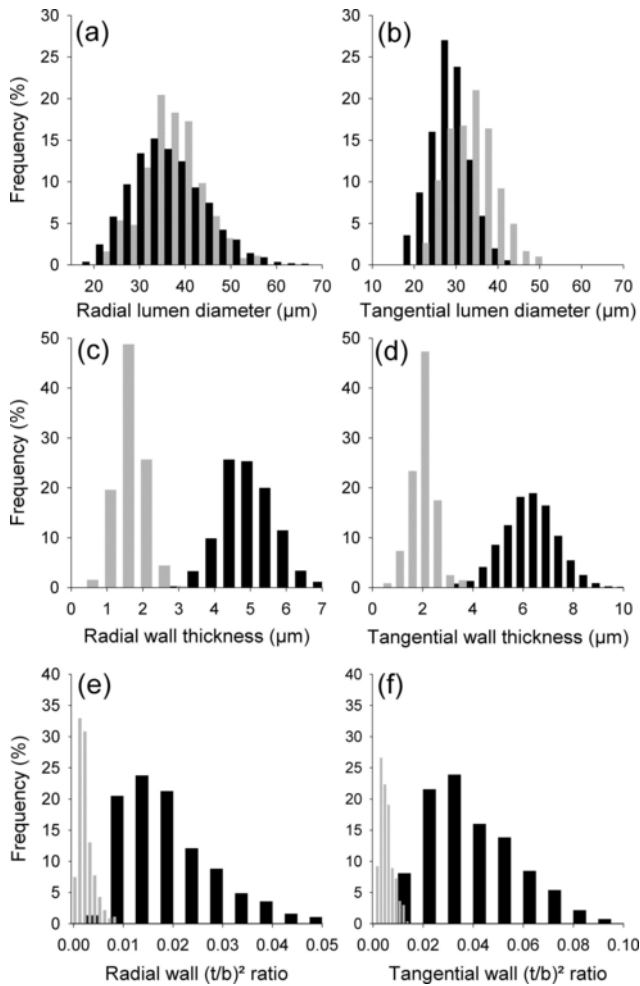 (a)
(b)
Frequency (%)
30
25
20
15
10
5
0
30
25
20
15
10
5
0
20 30 40 50 60 70
10 20 30 40 50 60 70
Radial lumen diameter (µm)
Tangential lumen diameter (µm)
(c)
(d)
Frequency (%)
50
40
30
20
10
0
50
40
30
20
10
0
0 1 2 3 4 5 6 7
0 2 4 6 8 10
Radial wall thickness (µm)
Tangential wall thickness (µm)
(e)
(f)
Frequency (%)
40
35
30
25
20
15
10
5
0
40
35
30
25
20
15
10
5
0
0.00 0.01 0.02 0.03 0.04 0.05
0.00 0.02 0.04 0.06 0.08 0.10
Radial wall (t/b)² ratio
Tangential wall (t/b)² ratio